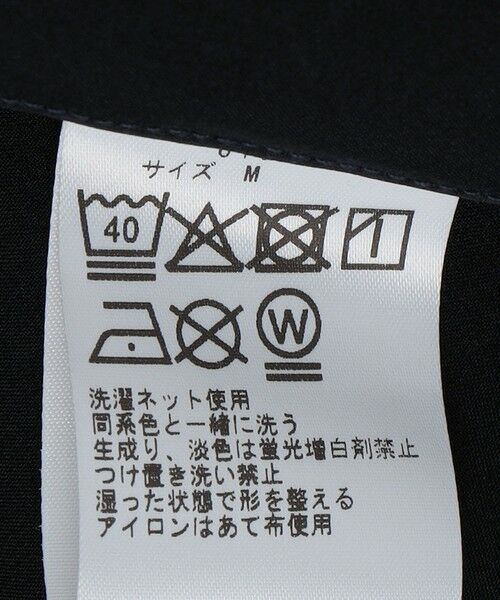 サイズ M
40
W
洗濯ネット使用
同系色と一緒に洗う
生成り、淡色は蛍光増白剤禁止
つけ置き洗い禁止
湿った状態で形を整える
アイロンはあて布使用